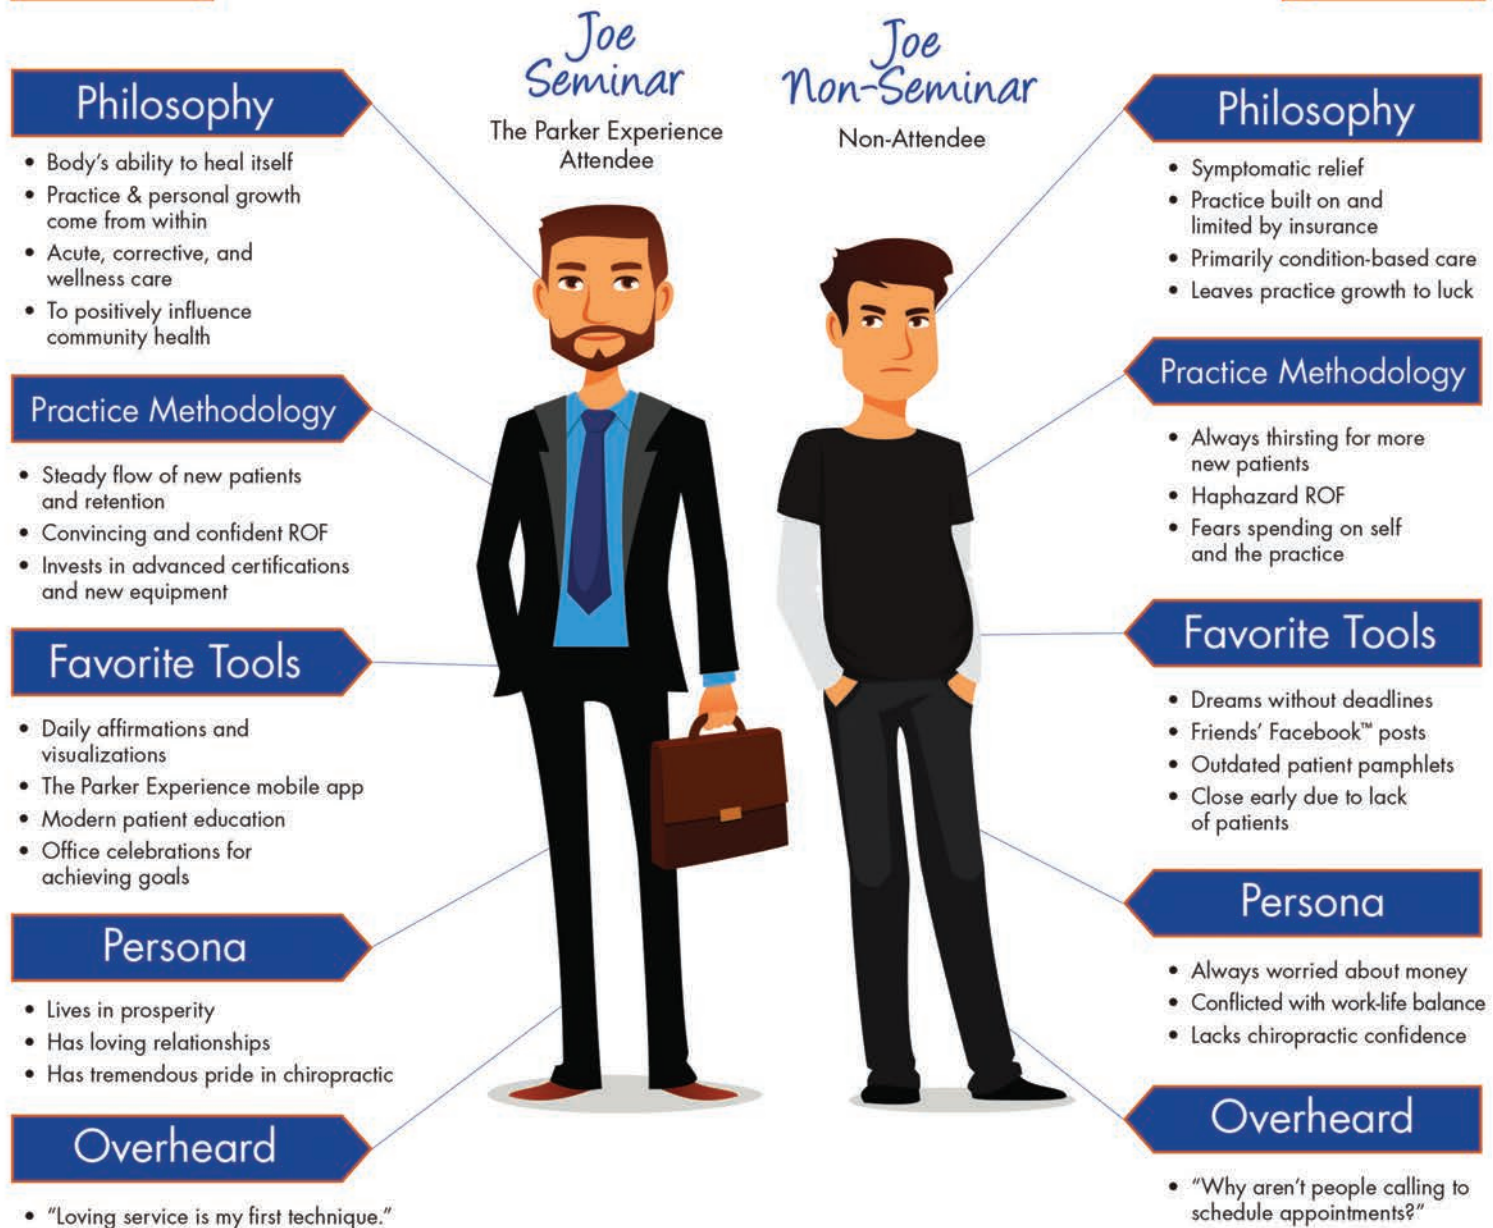 Joe
Seminar
The Parker Experience
Attendee
Philosophy
• Body's ability to heal itself
• Practice & personal growth
come from within
• Acute, corrective, and
wellness care
• To positively influence
community health
Practice Methodology
• Steady flow of new patients
and retention
• Convincing and confident ROF
• Invests in advanced certifications
and new equipment
Favorite Tools
• Daily affirmations and
visualizations
• The Parker Experience mobile app
• Modern patient education
• Office celebrations for
achieving goals
Persona
• Lives in prosperity
• Has loving relationships
• Has tremendous pride in chiropractic
Overheard
• "Loving service is my first technique."
Joe
Non-Seminar
Non-Attendee
Philosophy
• Symptomatic relief
• Practice built on and
limited by insurance
• Primarily condition-based care
• Leaves practice growth to luck
Practice Methodology
• Always thirsting for more
new patients
• Haphazard ROF
• Fears spending on self
and the practice
Favorite Tools
• Dreams without deadlines
• Friends' Facebook™ posts
• Outdated patient pamphlets
• Close early due to lack
of patients
Persona
• Always worried about money
• Conflicted with work-life balance
• Lacks chiropractic confidence
Overheard
• "Why aren't people calling to
schedule appointments?"